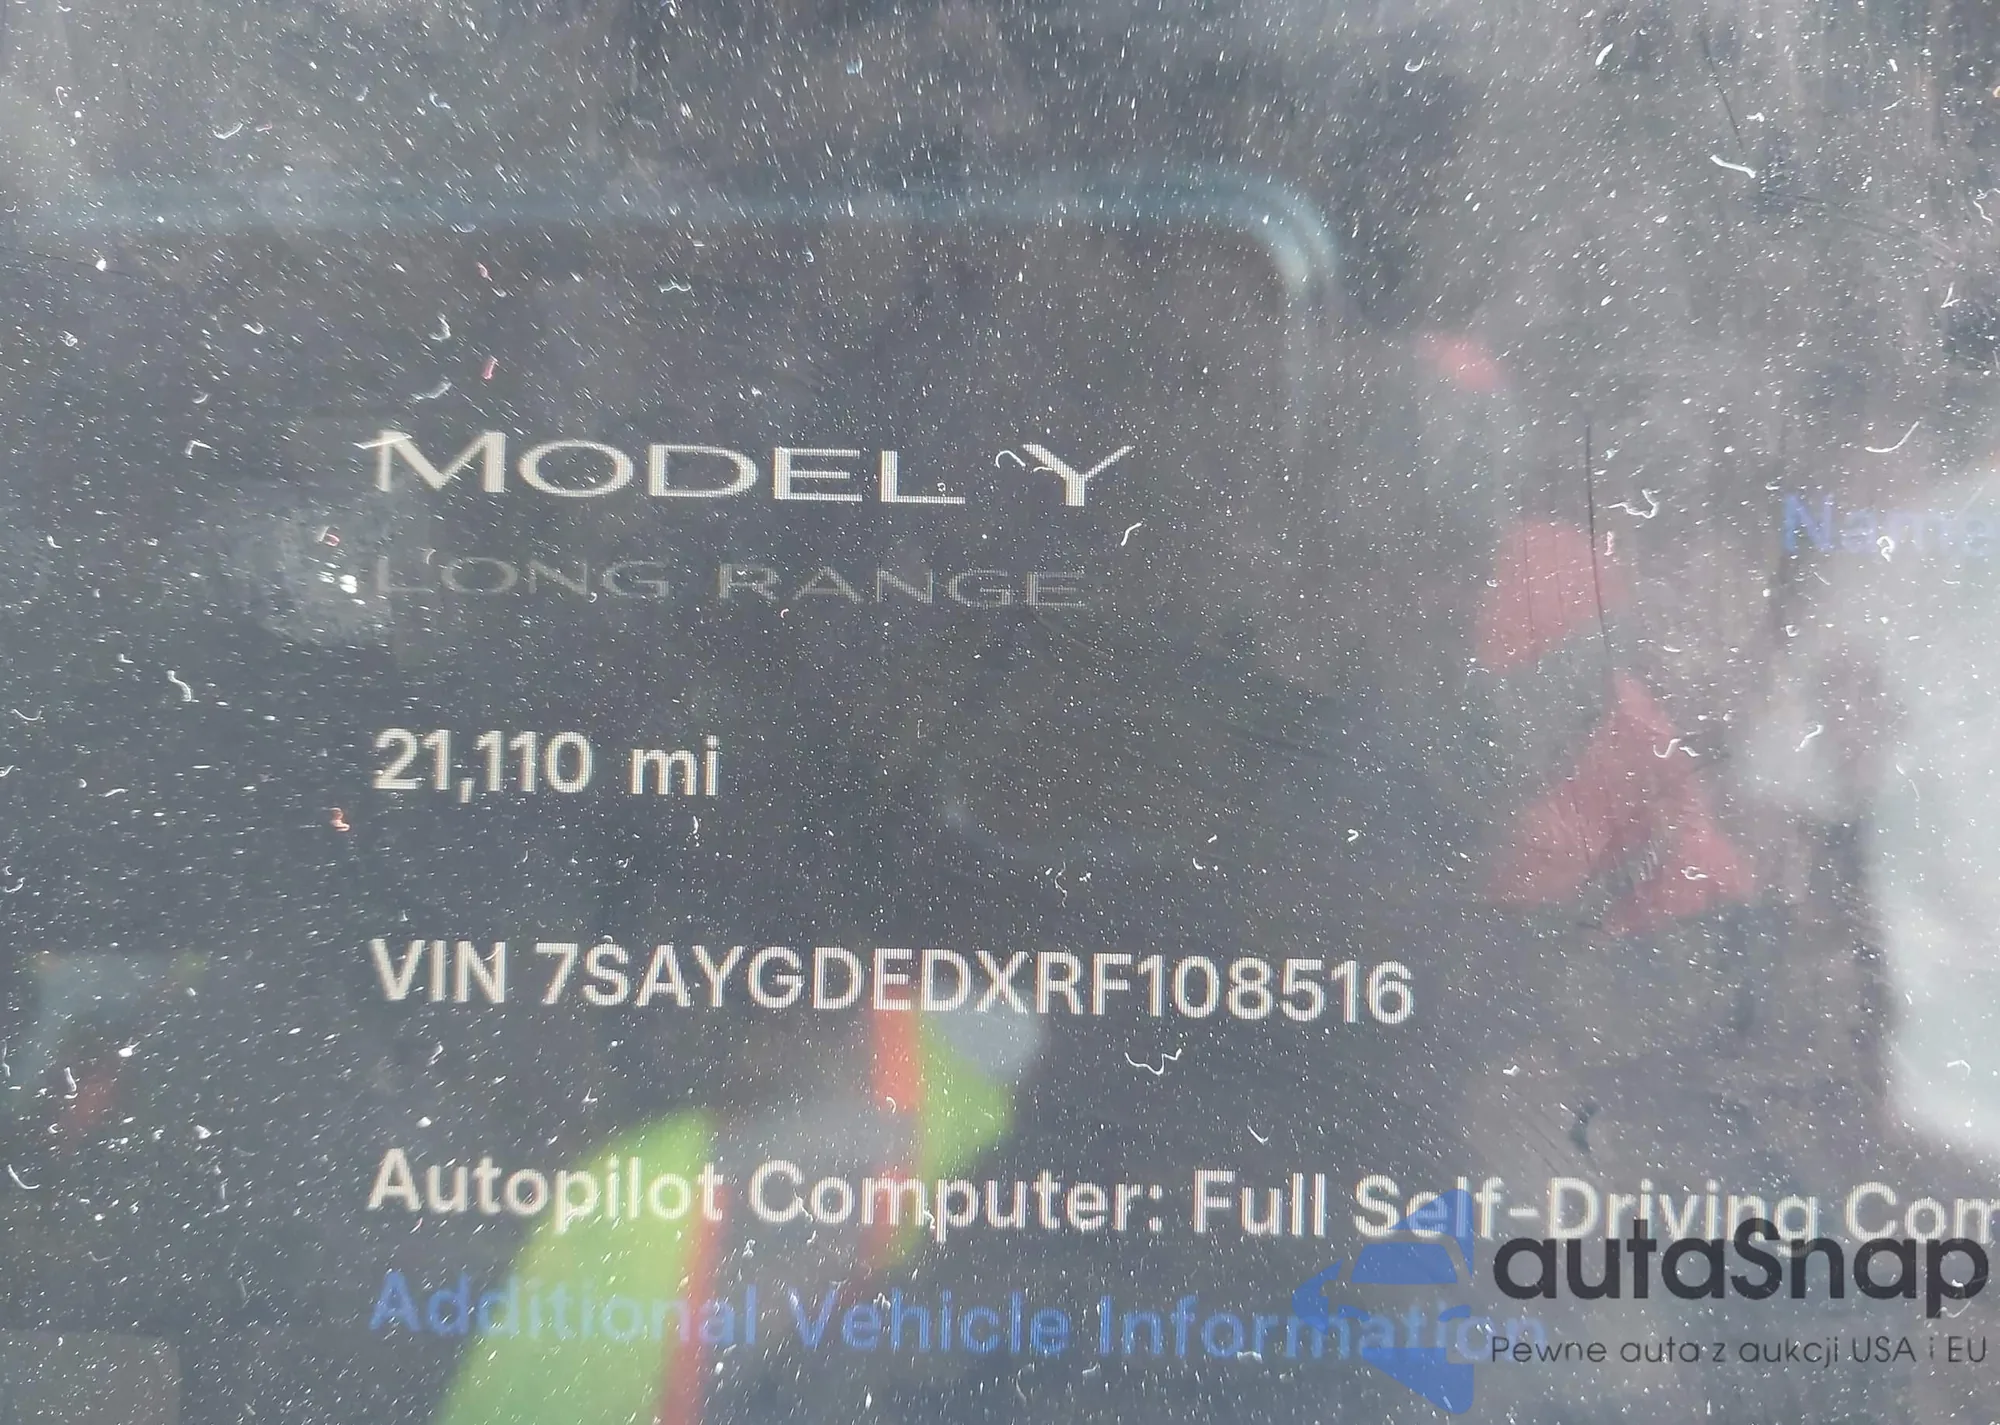 MODEL Y
LONG RANGE
Name
21,110 mi
VIN 7SAYGDEDXRF108516
Autopilot Computer: Full Self-Driving Com
Additional Vehicle Information
autaSnap
Pewne auta z aukcji USA i EU